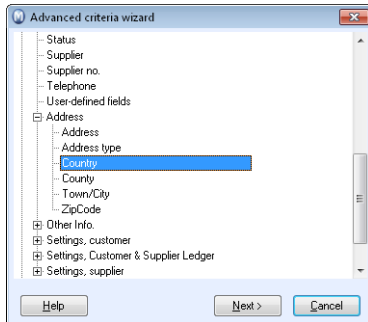 Advanced criteria wizard
Status
Supplier
Supplier no.
Telephone
User-defined fields
Address
Address
Address type
Country
County
Town/City
ZipCode
Other Info.
Settings, customer
Settings, Customer & Supplier Ledger
Settings, supplier
Help
Next >
Cancel